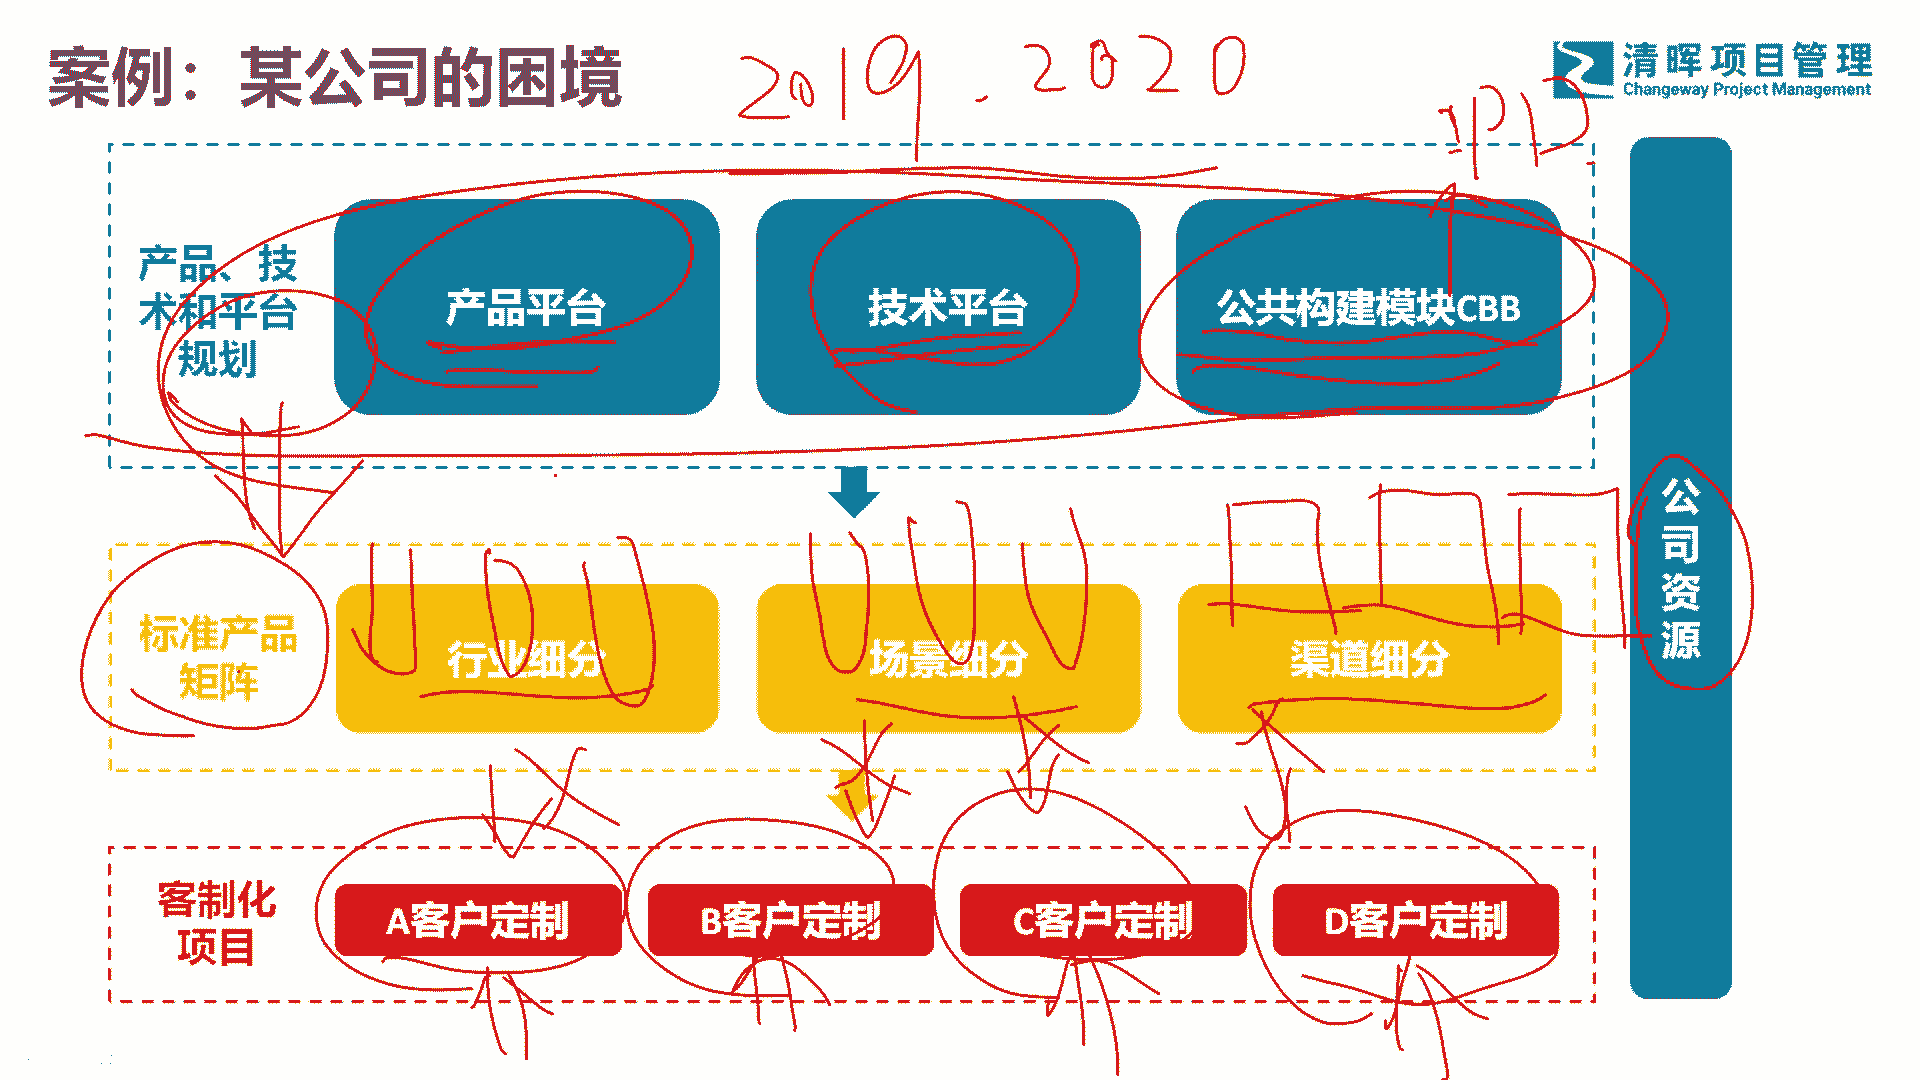 案例：某公司的困境
2019.2020
清晖项目管理
Changeway Project Management
IPD
产品、技
术和平台
规划
产品平台
技术平台
公共构建模块CBB
公司资源
标准产品
矩阵
行业细分
场景细分
渠道细分
客制化
项目
A客户定制
B客户定制
C客户定制
D客户定制